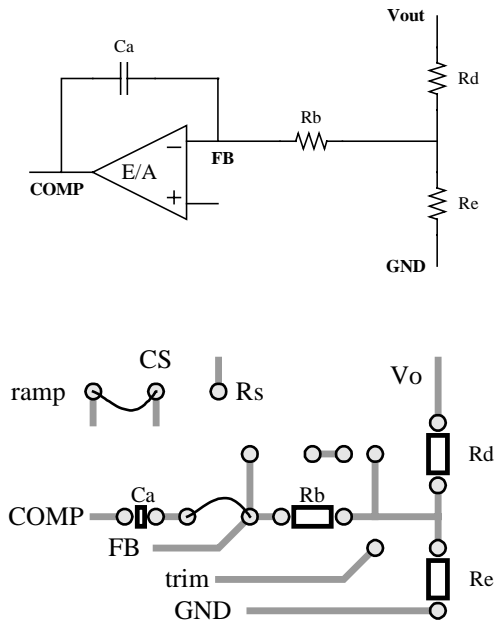 Vout
Ca
Rd
Rb
−
FB
E/A
COMP
+
Re
GND
CS
ramp
Rs
Vo
Rd
Ca
Rb
COMP
FB
trim
Re
GND